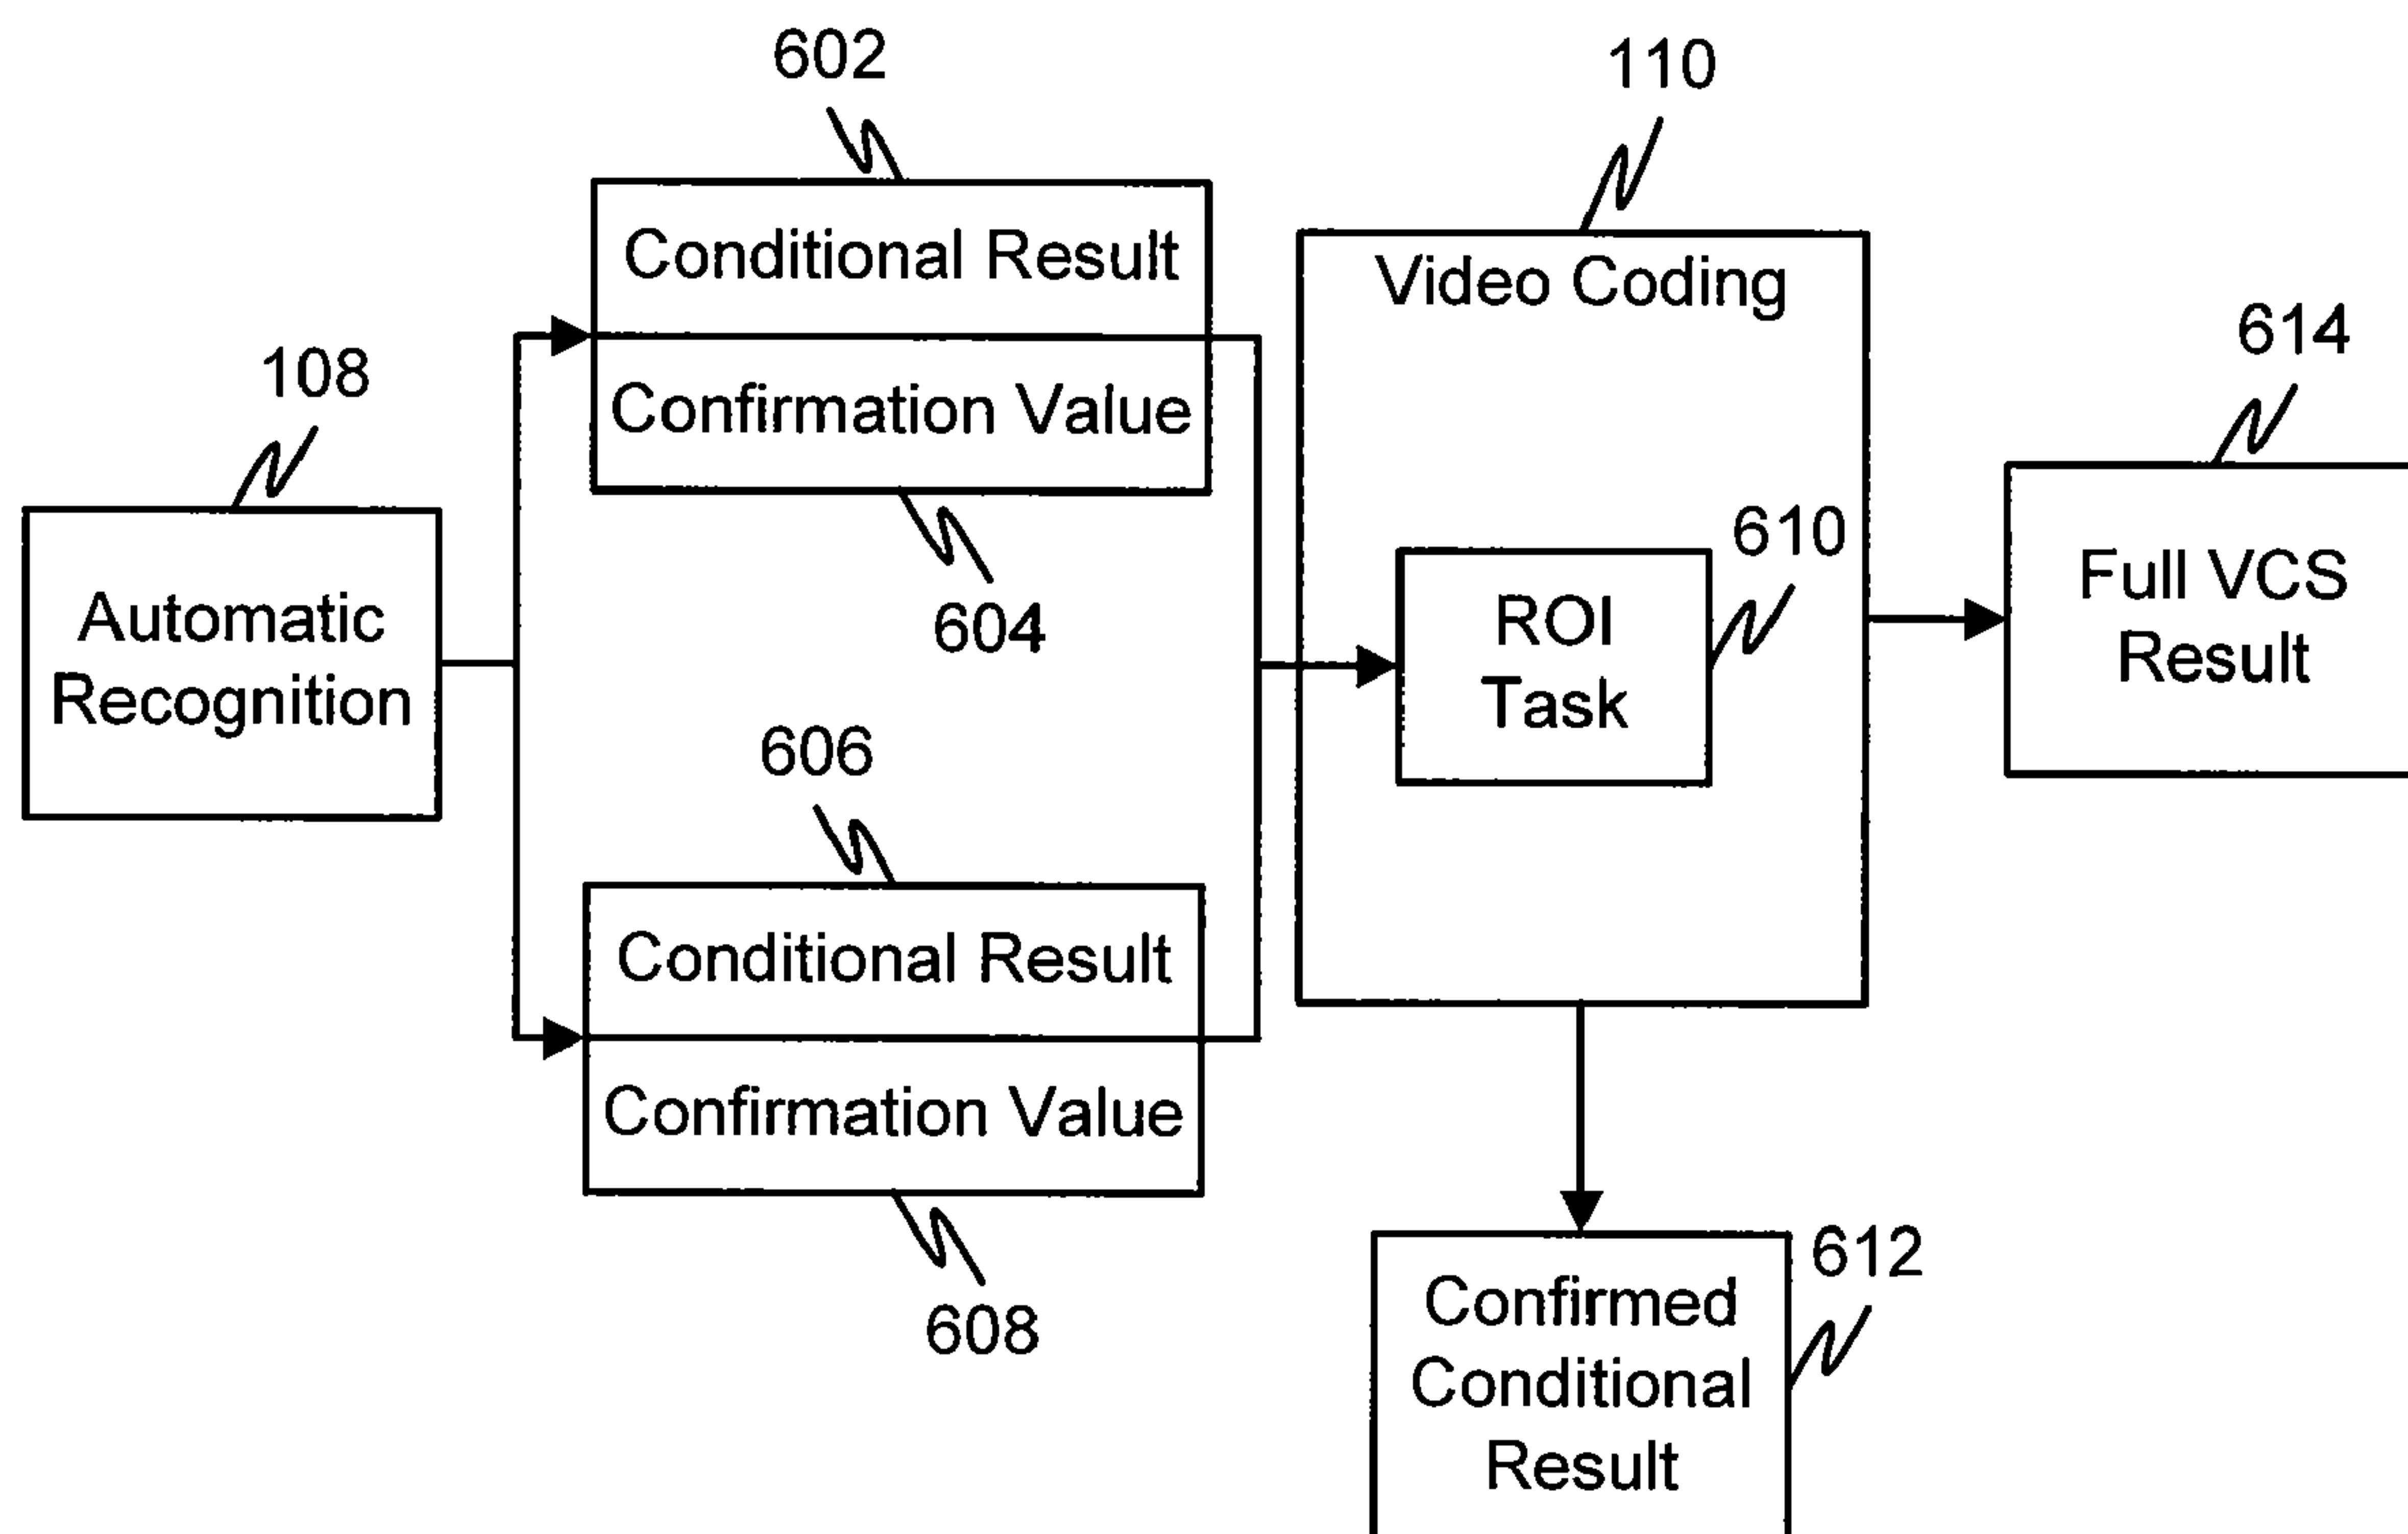 602
110
Conditional Result
Video Coding
614
108
Confirmation Value
610
Full VCS
Result
ROI
Task
Automatic
Recognition
604
606
Conditional Result
Confirmation Value
608
612
Confirmed
Conditional
Result